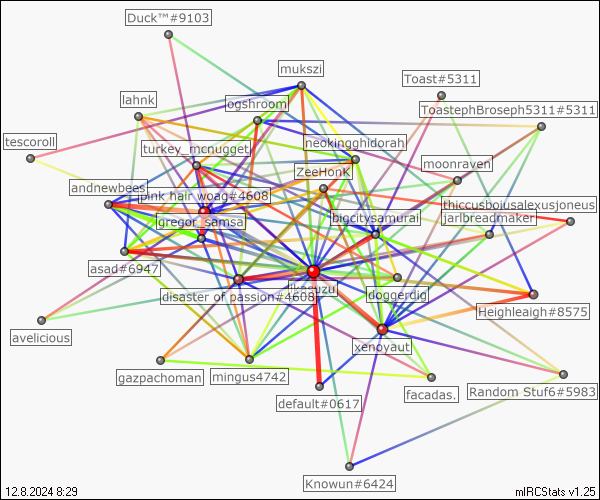 Duck™#9103
mukszi
Toast#5311
lahnk
ogshroom
ToastephBroseph5311#5311
tescoroll
turkey_mcnugget
neokingghidorah
ZeeHonK
moonraven
andnewbees
pink hair woag#4608
thiccusboiusalexusjoneus
gregor_samsa
bigcitysamurai
jarlbreadmaker
asad#6947
disaster of passion#4608
doggerdig
Heighleaigh#8575
avelicious
xenoyaut
gazpachoman
mingus4742
default#0617
facadas.
Random Stuf6#5983
Knowun#6424
12.8.2024 8:29
mIRCStats v1.25